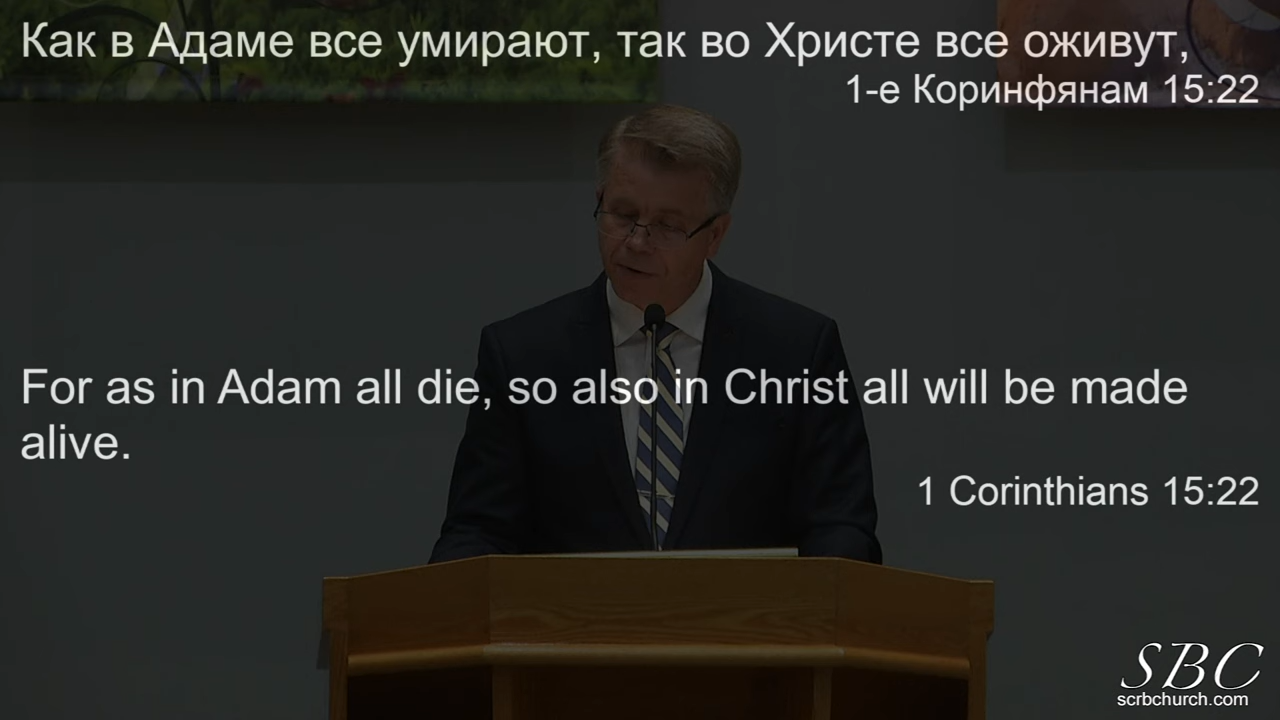 Как в Адаме все умирают, так во Христе все оживут,
1-е Коринфянам 15:22
For as in Adam all die, so also in Christ all will be made
alive.
1 Corinthians 15:22
SBC
scrbchurch.com